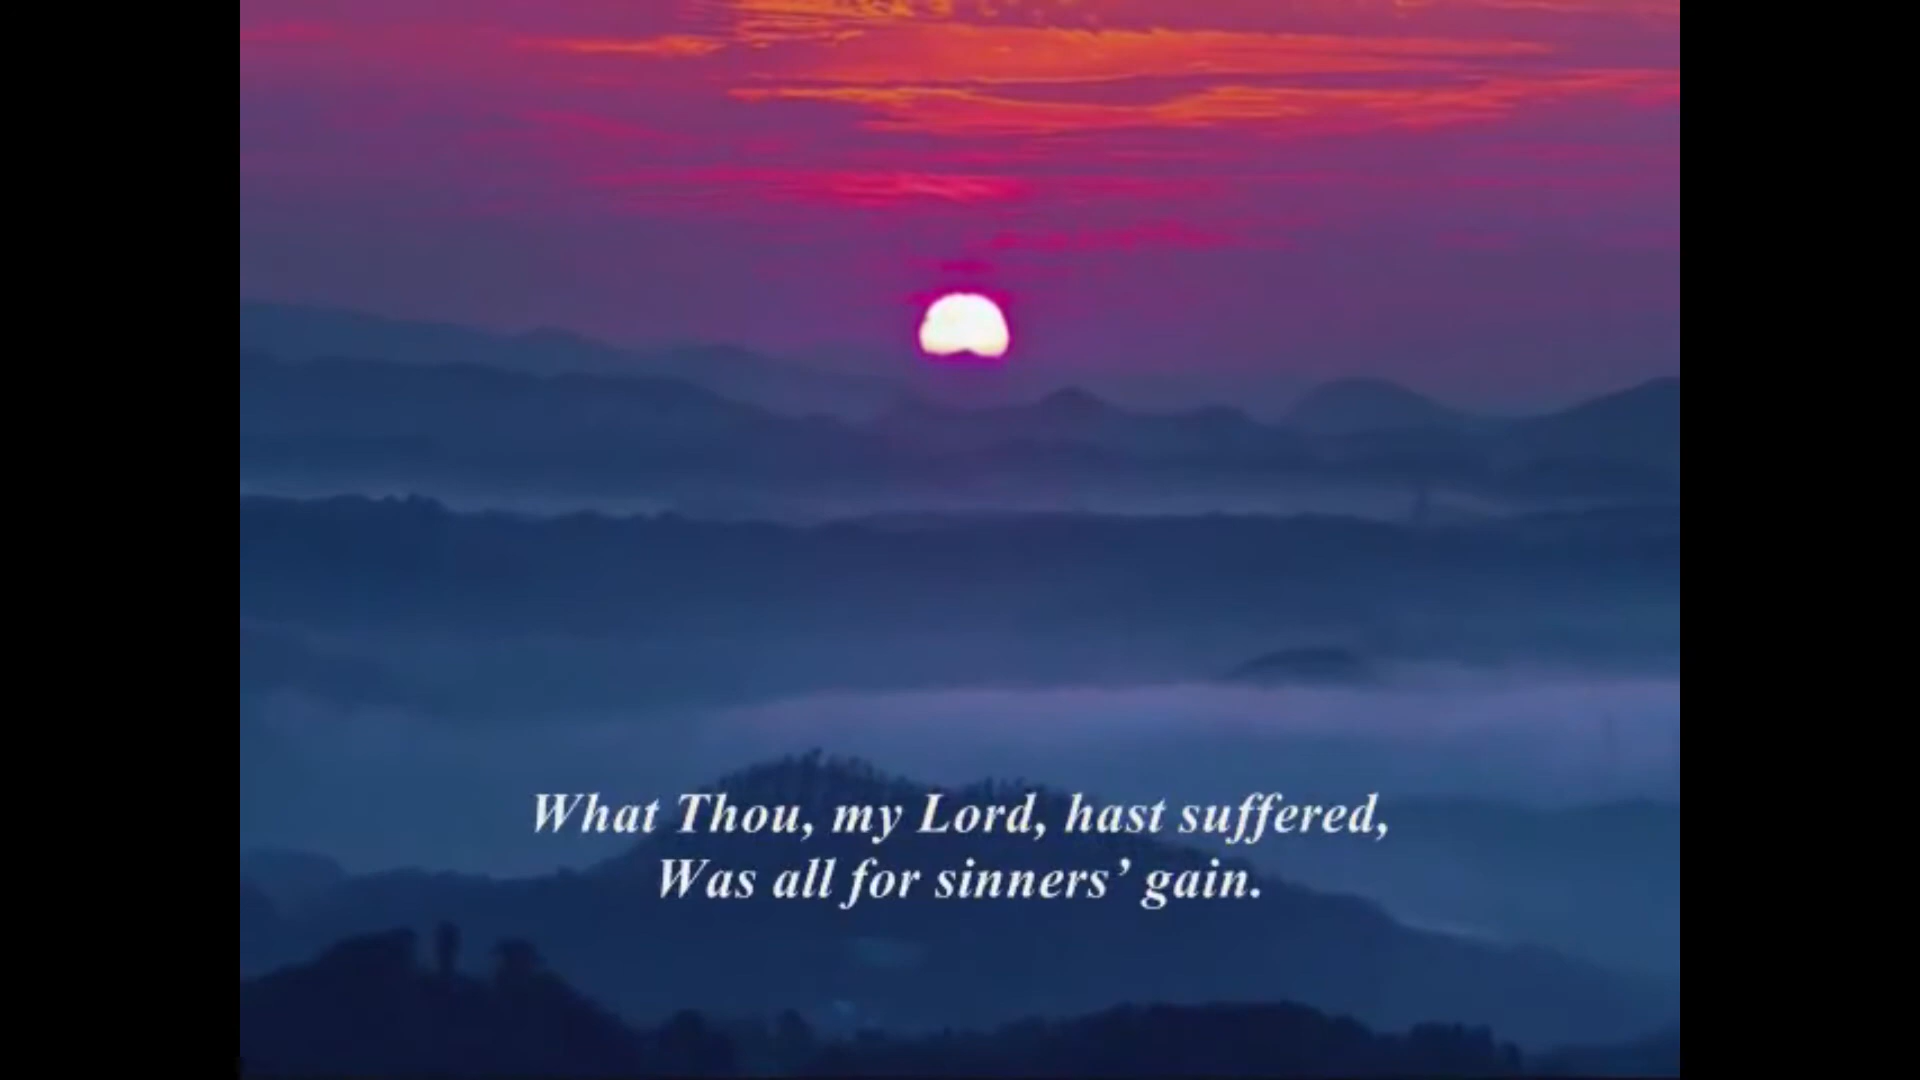 What Thou, my Lord, hast suffered,
Was all for sinners’ gain.